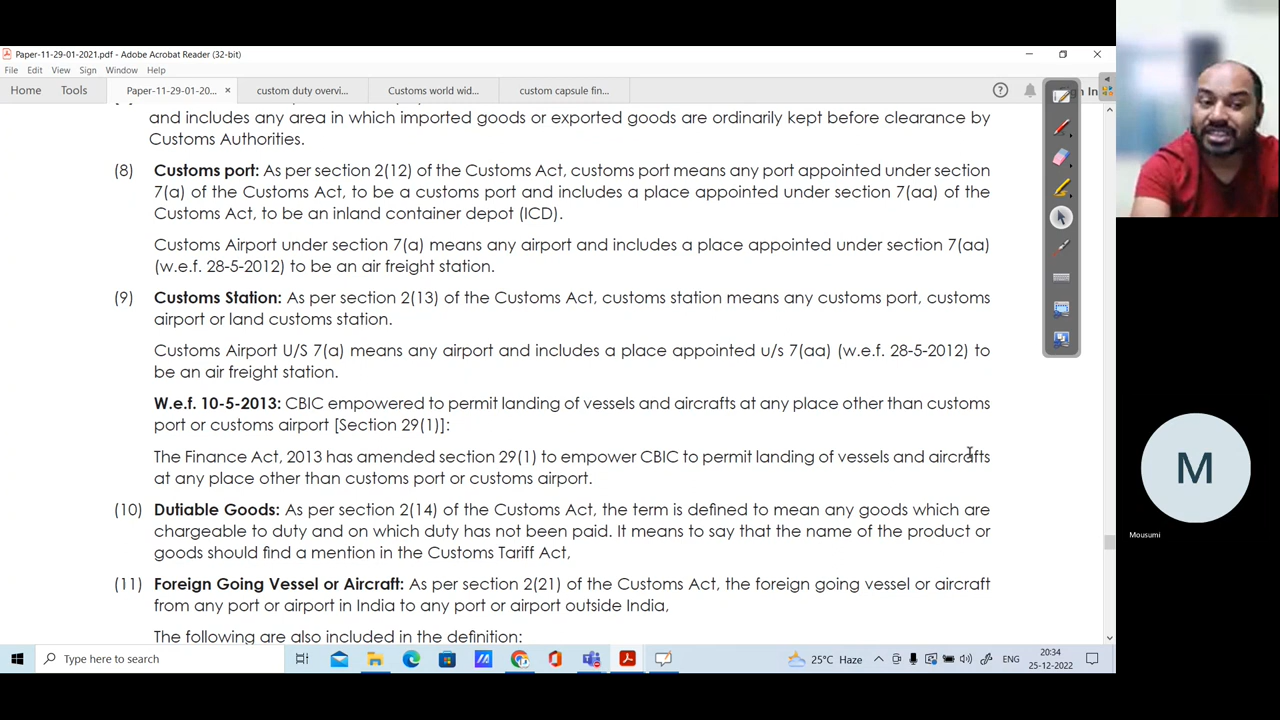 Paper-11-29-01-2021.pdf - Adobe Acrobat Reader (32-bit)
File Edit View Sign Window Help
Home Tools Paper-11-29-01-20... × custom duty overvi... Customs world wid... custom capsule fin... Sign In
and includes any area in which imported goods or exported goods are ordinarily kept before clearance by
Customs Authorities.
(8) Customs port: As per section 2(12) of the Customs Act, customs port means any port appointed under section
7(a) of the Customs Act, to be a customs port and includes a place appointed under section 7(aa) of the
Customs Act, to be an inland container depot (ICD).
Customs Airport under section 7(a) means any airport and includes a place appointed under section 7(aa)
(w.e.f. 28-5-2012) to be an air freight station.
(9) Customs Station: As per section 2(13) of the Customs Act, customs station means any customs port, customs
airport or land customs station.
Customs Airport U/S 7(a) means any airport and includes a place appointed u/s 7(aa) (w.e.f. 28-5-2012) to
be an air freight station.
W.e.f. 10-5-2013: CBIC empowered to permit landing of vessels and aircrafts at any place other than customs
port or customs airport [Section 29(1)]:
The Finance Act, 2013 has amended section 29(1) to empower CBIC to permit landing of vessels and aircrafts
at any place other than customs port or customs airport.
(10) Dutiable Goods: As per section 2(14) of the Customs Act, the term is defined to mean any goods which are
chargeable to duty and on which duty has not been paid. It means to say that the name of the product or
goods should find a mention in the Customs Tariff Act,
(11) Foreign Going Vessel or Aircraft: As per section 2(21) of the Customs Act, the foreign going vessel or aircraft
from any port or airport in India to any port or airport outside India,
The following are also included in the definition:
M
Mousumi
Type here to search
25°C Haze
ENG
20:34
25-12-2022